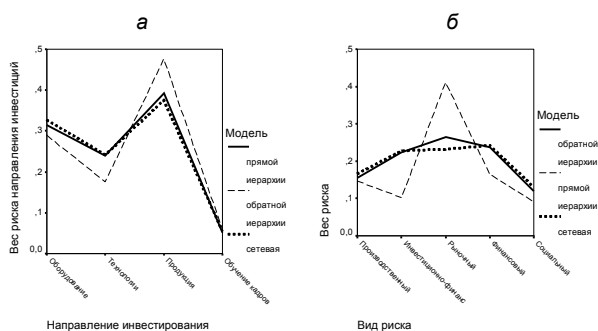 а
,5
,4
,3
,2
,1
0,0
Вес риска направления инвестиций
Оборудование
Технологии
Продукция
Обучение кадров
Направление инвестирования
Модель
прямой
иерархии
обратной
иерархии
сетевая
б
,5
,4
,3
,2
,1
0,0
Вес риска
Производственный
Инвестиционно-финанс
Рыночный
Финансовый
Социальный
Вид риска
Модель
обратной
иерархии
прямой
иерархии
сетевая